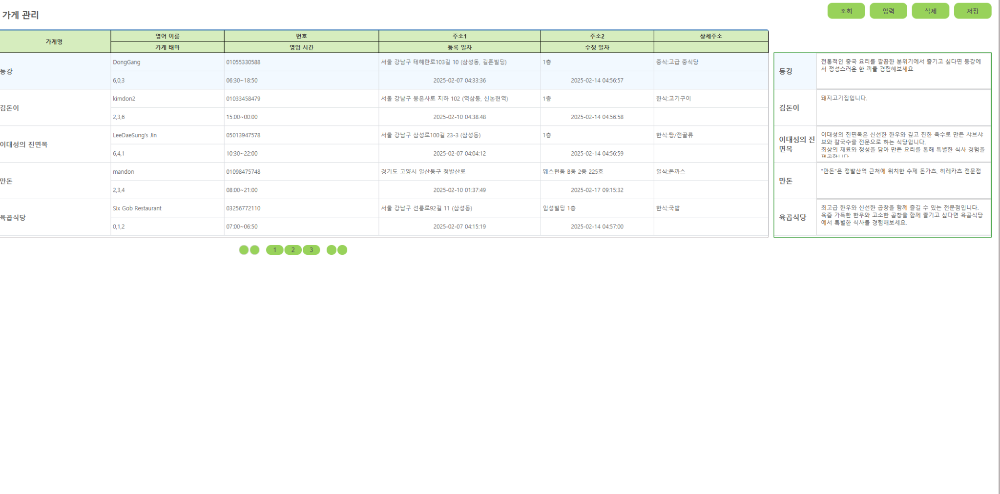 가게 관리
조회 입력 삭제 저장
가게명 영어 이름 번호 주소1 주소2 상세주소
가게 태마 영업 시간 등록 일자 수정 일자
동강 DongGang 01055330588 서울 강남구 테헤란로103길 10 (삼성동, 길훈빌딩) 1층 중식:고급 중식당
6,0,3 06:30~18:50 2025-02-07 04:33:36 2025-02-14 04:56:57
김돈이 kimdon2 01033458479 서울 강남구 봉은사로 지하 102 (역삼동, 신논현역) 1층 한식:고기구이
2,3,6 15:00~00:00 2025-02-10 04:38:48 2025-02-14 04:56:58
이대성의 진면목 LeeDaeSung's Jin 05013947578 서울 강남구 삼성로100길 23-3 (삼성동) 1층 한식:탕/전골류
6,4,1 10:30~22:00 2025-02-07 04:04:12 2025-02-14 04:56:59
만돈 mandon 01098475748 경기도 고양시 일산동구 정발산로 웨스턴돔 B동 2층 225호 일식:돈까스
2,3,4 08:00~21:00 2025-02-10 01:37:49 2025-02-17 09:15:32
육곱식당 Six Gob Restaurant 03256772110 서울 강남구 선릉로92길 11 (삼성동) 임성빌딩 1층 한식:국밥
0,1,2 07:00~06:50 2025-02-07 04:15:19 2025-02-14 04:57:00
동강
전통적인 중국 요리를 깔끔한 분위기에서 즐기고 싶다면 동강에
서 정성스러운 한 끼를 경험해보세요.
김돈이
돼지고기집입니다.
이대성의 진
면목
이대성의 진면목은 신선한 한우와 깊고 진한 육수로 만든 샤브샤
브와 칼국수를 전문으로 하는 식당입니다.
최상의 재료와 정성을 담아 만든 요리를 통해 특별한 식사 경험을
제공합니다
만돈
"만돈"은 정발산역 근처에 위치한 수제 돈가츠, 히레카츠 전문점
육곱식당
최고급 한우와 신선한 곱창을 함께 즐길 수 있는 전문점입니다.
육즙 가득한 한우와 고소한 곱창을 함께 즐기고 싶다면 육곱식당
에서 특별한 식사를 경험해보세요.
1 2 3